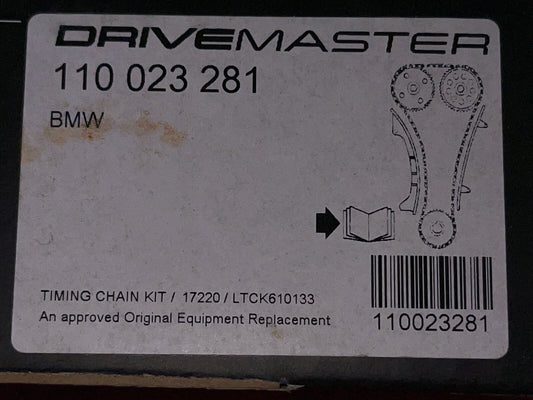 DRIVEMASTER
110 023 281
BMW
TIMING CHAIN KIT / 17220 / LTCK610133
An approved Original Equipment Replacement
110023281